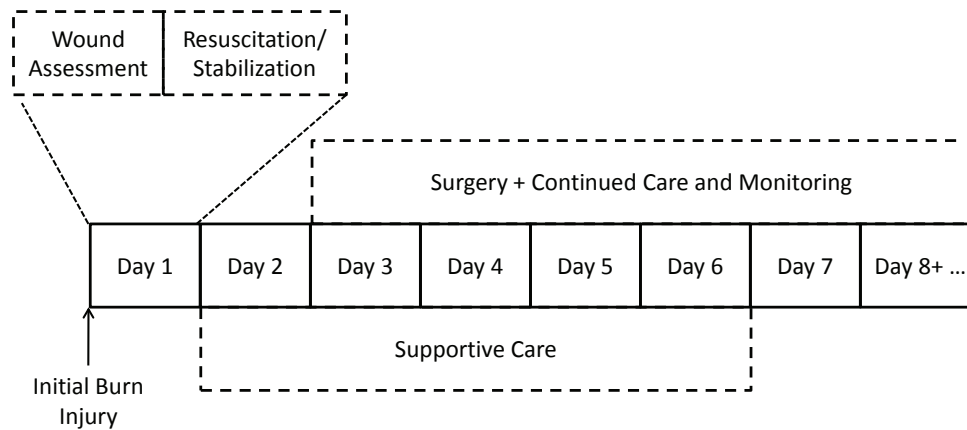 Wound
Assessment
Resuscitation/
Stabilization
Surgery + Continued Care and Monitoring
Day 1
Day 2
Day 3
Day 4
Day 5
Day 6
Day 7
Day 8+ ...
Supportive Care
Initial Burn
Injury